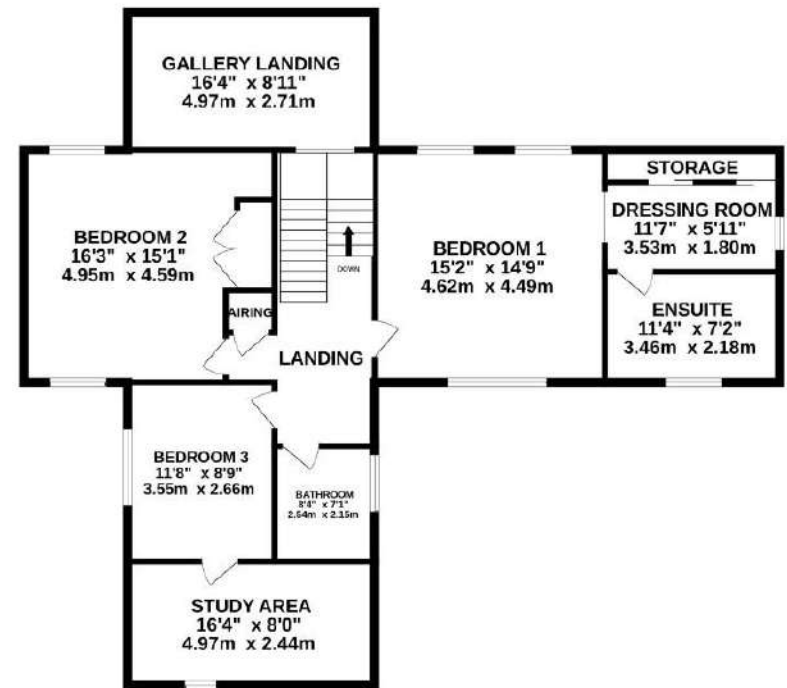 GALLERY LANDING
16'4" x 8'11"
4.97m x 2.71m
STORAGE
DRESSING ROOM
11'7" x 5'11"
3.53m x 1.80m
BEDROOM 2
16'3" x 15'1"
4.95m x 4.59m
DOWN
BEDROOM 1
15'2" x 14'9"
4.62m x 4.49m
AIRING
ENSUITE
11'4" x 7'2"
3.46m x 2.18m
LANDING
BEDROOM 3
11'8" x 8'9"
3.55m x 2.66m
BATHROOM
8'4" x 7'1"
2.54m x 2.15m
STUDY AREA
16'4" x 8'0"
4.97m x 2.44m